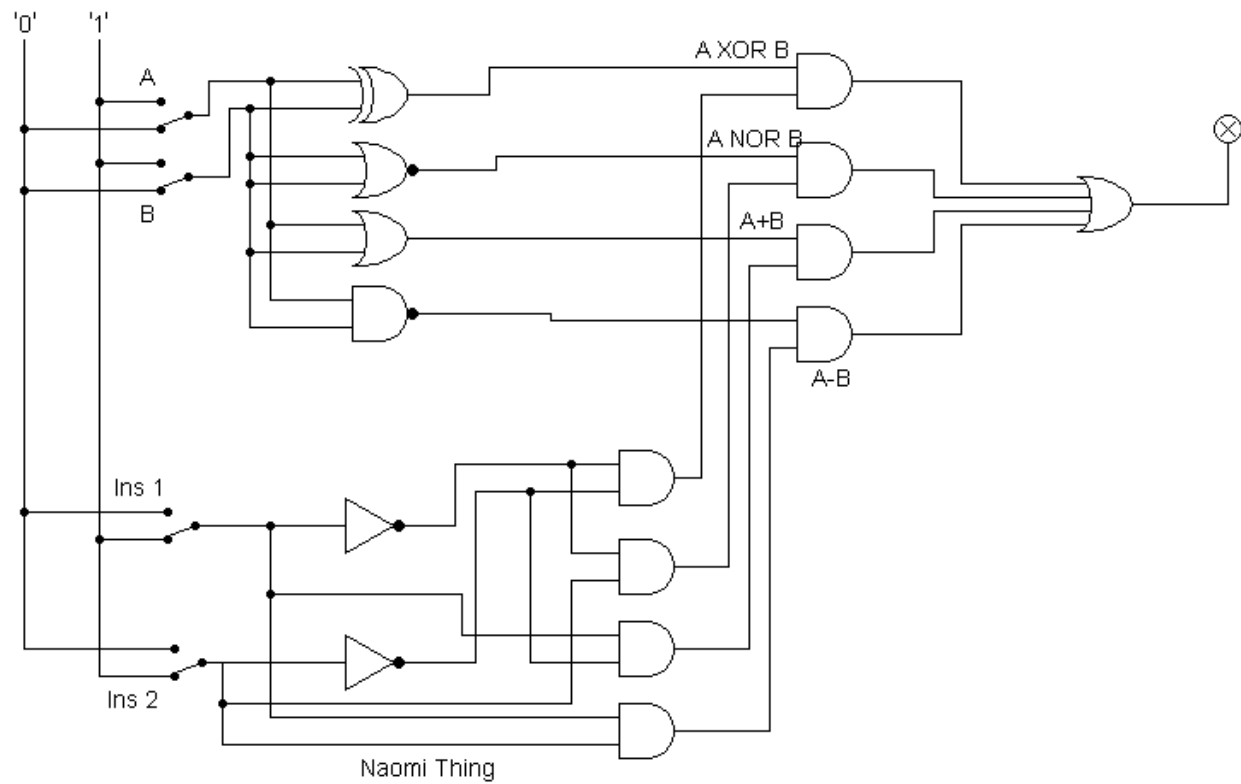 '0'
'1'
A
B
A XOR B
A NOR B
A+B
A-B
Ins 1
Ins 2
Naomi Thing